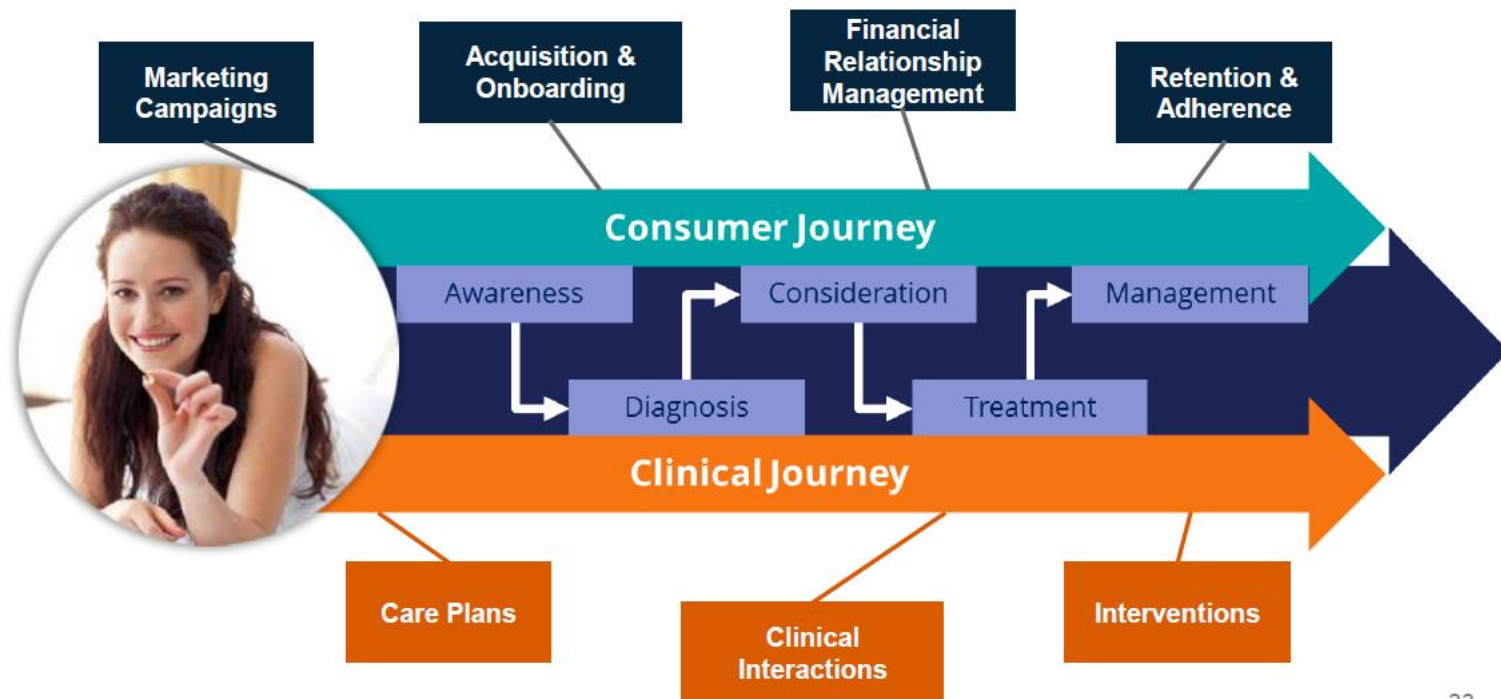 Marketing
Campaigns
Acquisition &
Onboarding
Financial
Relationship
Management
Retention &
Adherence
Consumer Journey
Awareness
Consideration
Management
Diagnosis
Treatment
Clinical Journey
Care Plans
Clinical
Interactions
Interventions